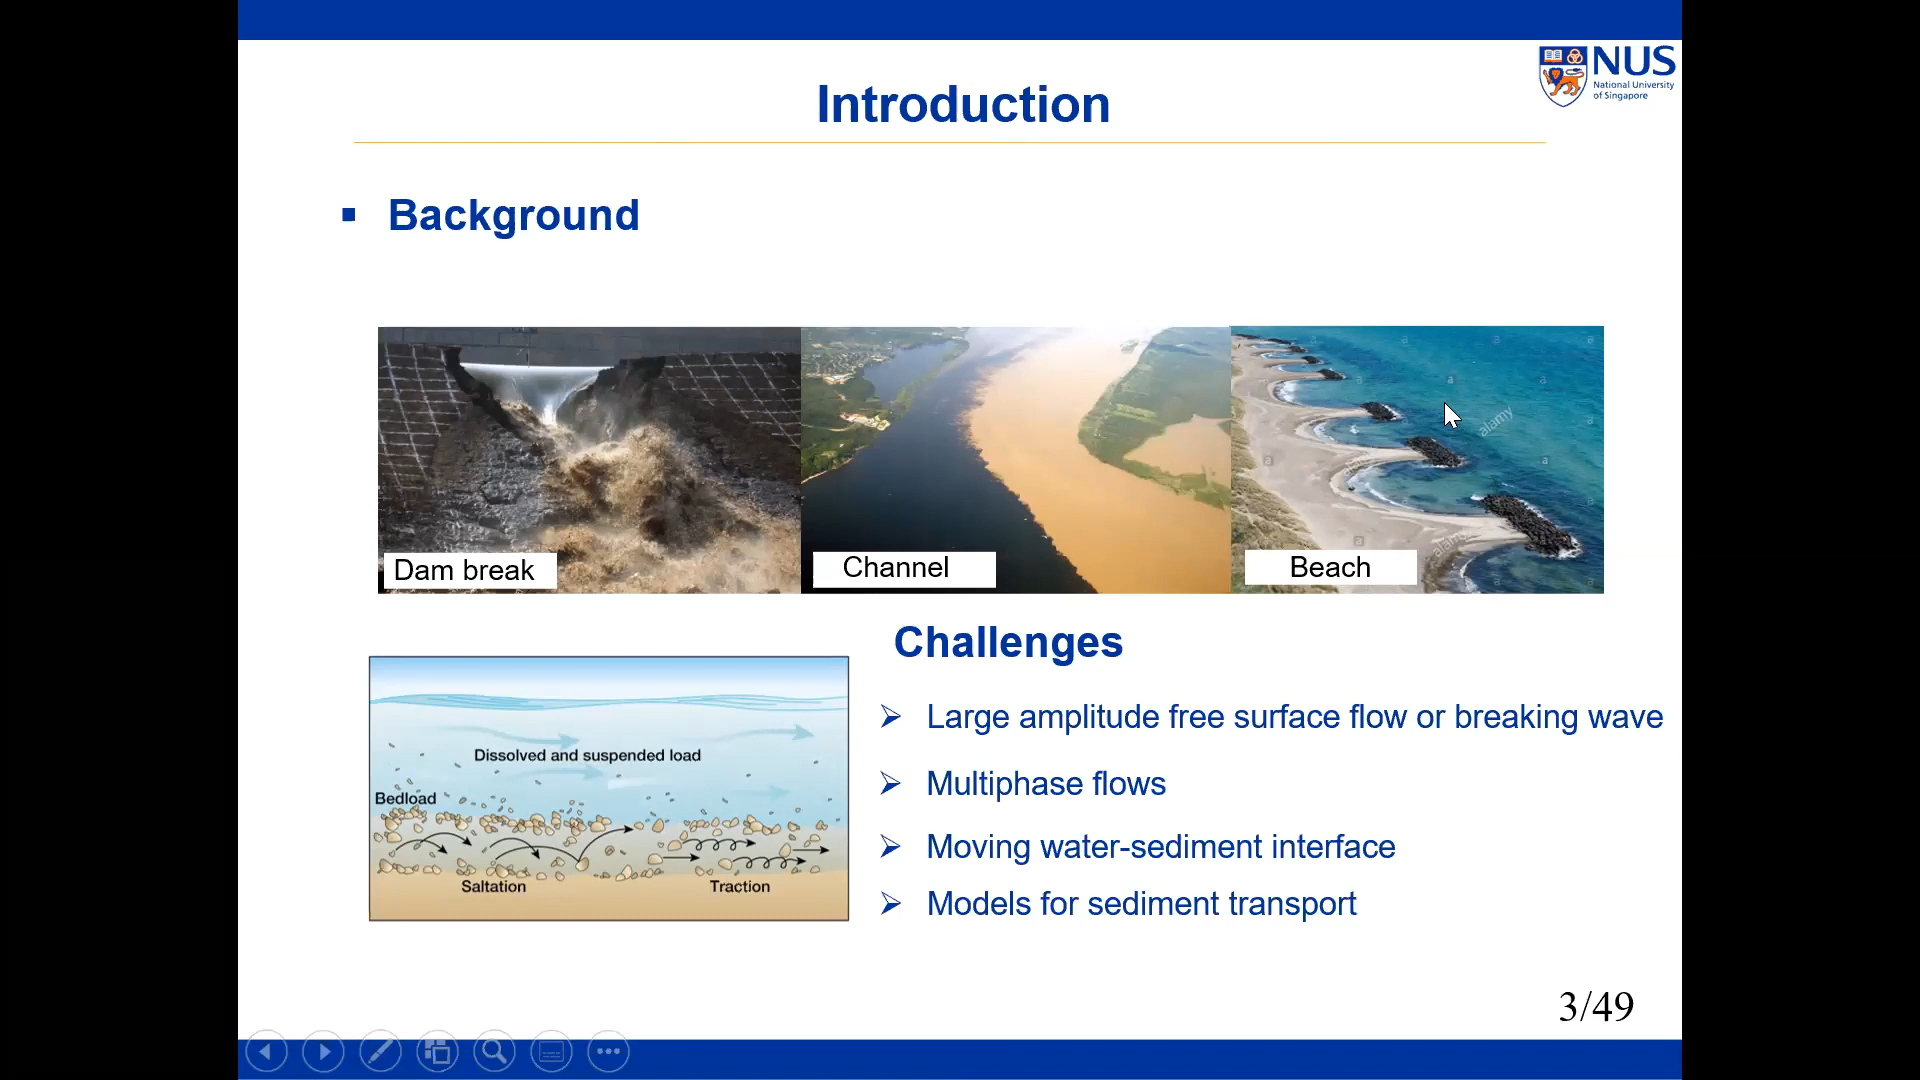 NUS
National University
of Singapore
Introduction
Background
alamy
alamy
Dam break
Channel
Beach
Challenges
Large amplitude free surface flow or breaking wave
Multiphase flows
Moving water-sediment interface
Models for sediment transport
Dissolved and suspended load
Bedload
Saltation
Traction
3/49